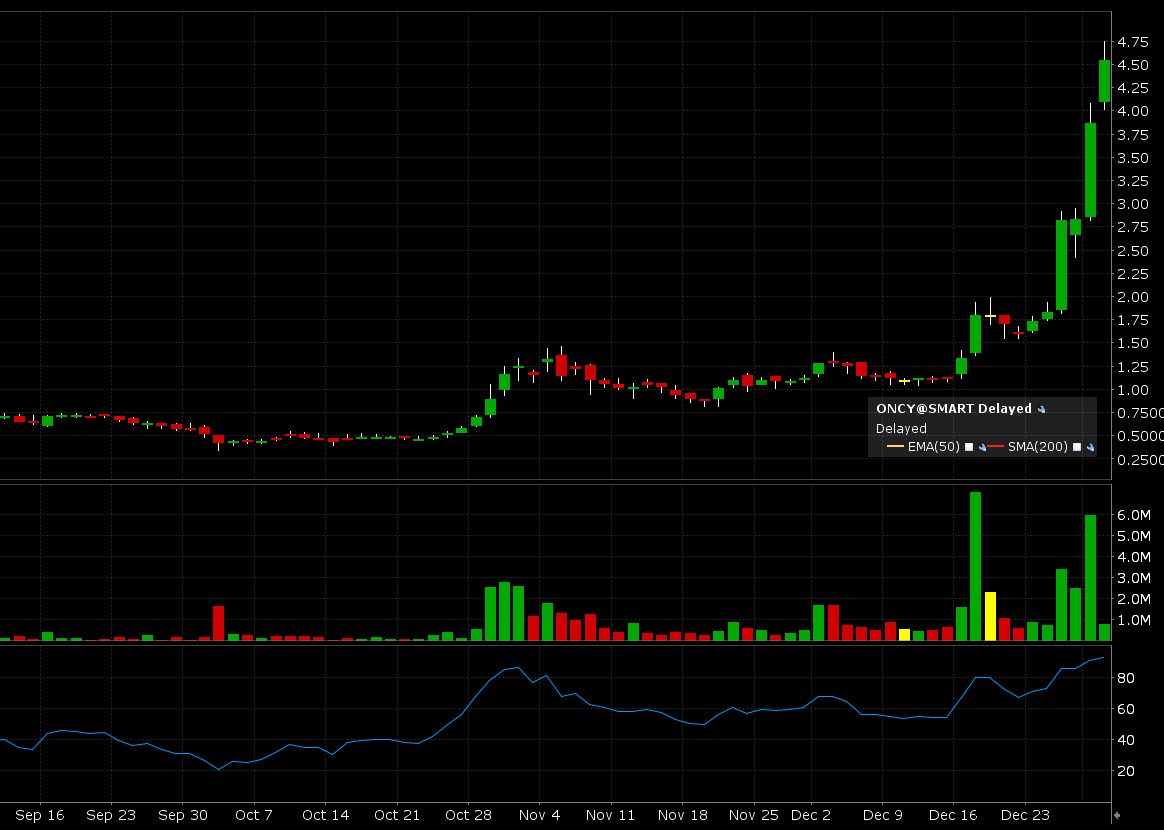 4.75
4.50
4.25
4.00
3.75
3.50
3.25
3.00
2.75
2.50
2.25
2.00
1.75
1.50
1.25
1.00
0.7500
0.5000
0.2500
ONCY@SMART Delayed
Delayed
EMA(50) SMA(200)
6.0M
5.0M
4.0M
3.0M
2.0M
1.0M
80
60
40
20
Sep 16 Sep 23 Sep 30 Oct 7 Oct 14 Oct 21 Oct 28 Nov 4 Nov 11 Nov 18 Nov 25 Dec 2 Dec 9 Dec 16 Dec 23